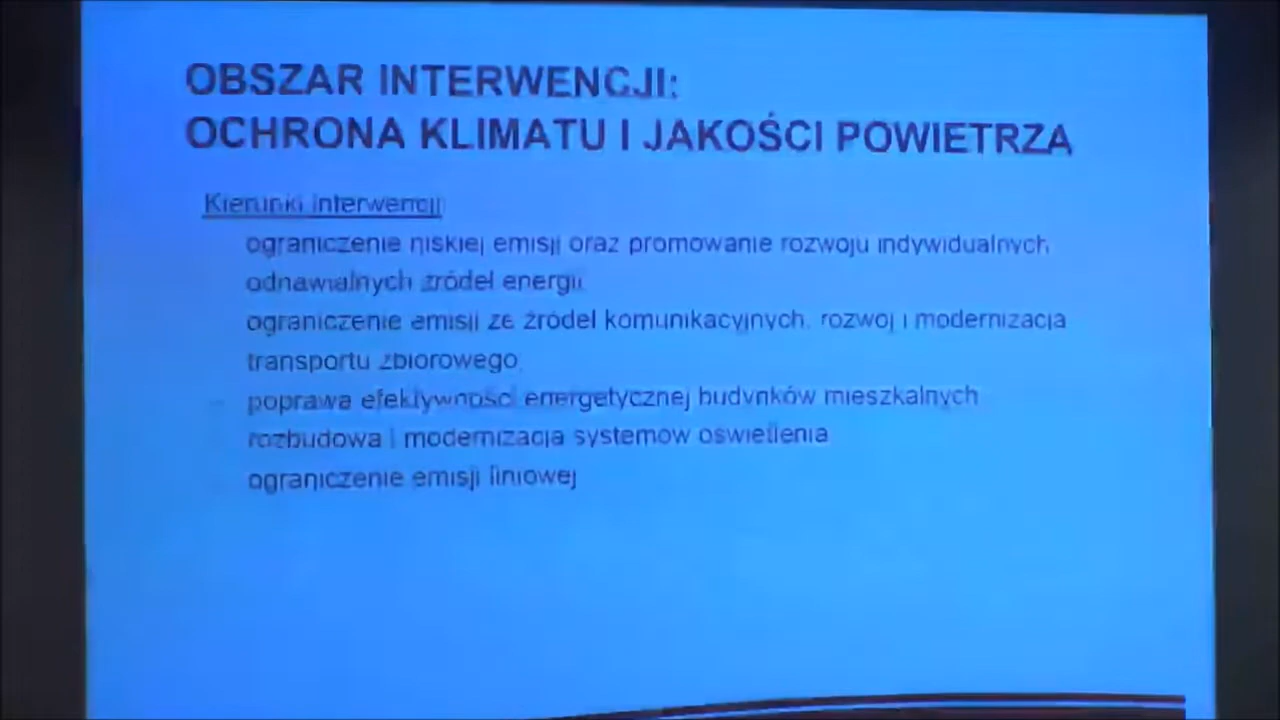 OBSZAR INTERWENCJI:
OCHRONA KLIMATU I JAKOŚCI POWIETRZA
Kierunki interwencji
ograniczenie niskiej emisji oraz promowanie rozwoju indywidualnych
odnawialnych źródeł energii
ograniczenie emisji ze źródeł komunikacyjnych, rozwój i modernizacja
transportu zbiorowego
poprawa efektywności energetycznej budynków mieszkalnych
rozbudowa i modernizacja systemów oświetlenia
ograniczenie emisji liniowej